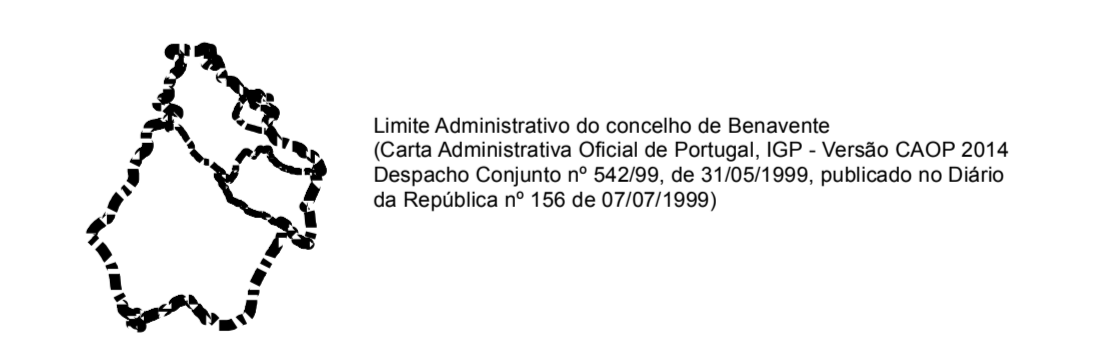 Limite Administrativo do concelho de Benavente
(Carta Administrativa Oficial de Portugal, IGP - Versão CAOP 2014
Despacho Conjunto nº 542/99, de 31/05/1999, publicado no Diário
da República nº 156 de 07/07/1999)